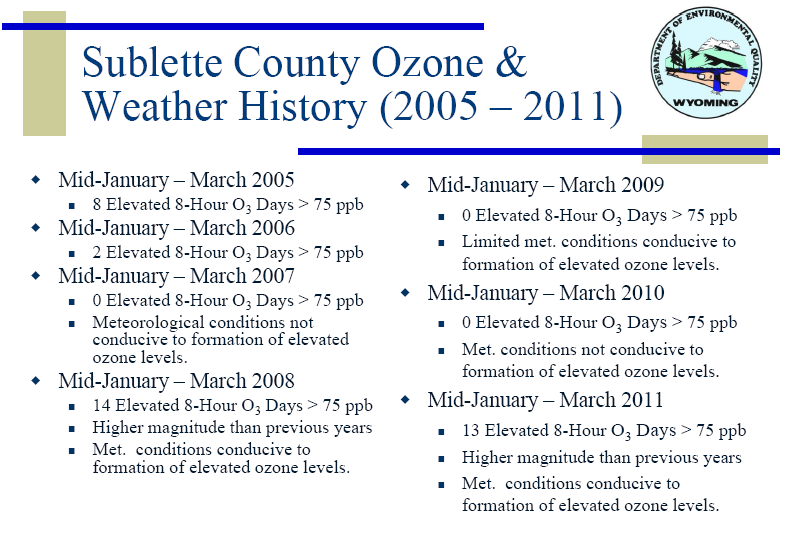 Sublette County Ozone &
Weather History (2005 – 2011)
DEPARTMENT OF ENVIRONMENTAL QUALITY
WYOMING
Mid-January – March 2005
8 Elevated 8-Hour O3 Days > 75 ppb
Mid-January – March 2006
2 Elevated 8-Hour O3 Days > 75 ppb
Mid-January – March 2007
0 Elevated 8-Hour O3 Days > 75 ppb
Meteorological conditions not
conducive to formation of elevated
ozone levels.
Mid-January – March 2008
14 Elevated 8-Hour O3 Days > 75 ppb
Higher magnitude than previous years
Met.  conditions conducive to
formation of elevated ozone levels.
Mid-January – March 2009
0 Elevated 8-Hour O3 Days > 75 ppb
Limited met. conditions conducive to
formation of elevated ozone levels.
Mid-January – March 2010
0 Elevated 8-Hour O3 Days > 75 ppb
Met. conditions not conducive to
formation of elevated ozone levels.
Mid-January – March 2011
13 Elevated 8-Hour O3 Days > 75 ppb
Higher magnitude than previous years
Met.  conditions conducive to
formation of elevated ozone levels.